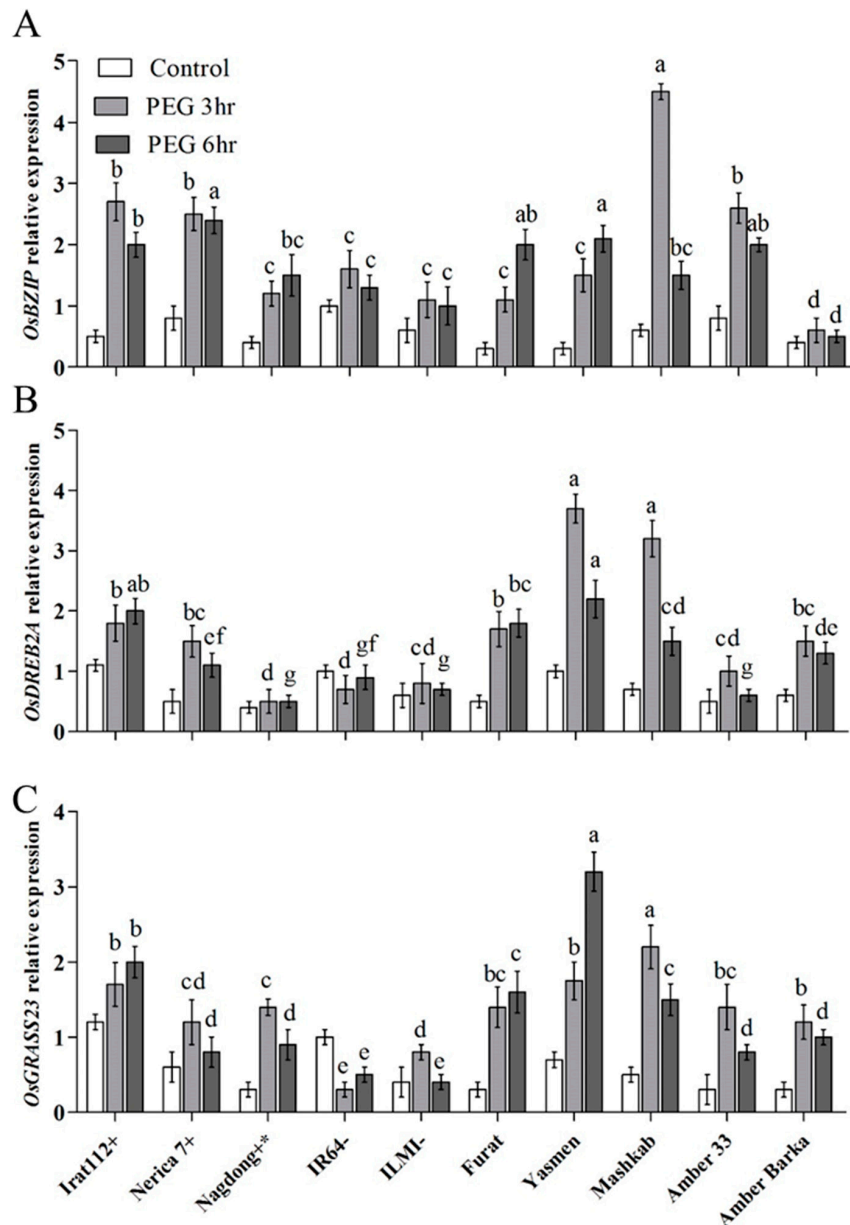 A
OsBZIP relative expression
5
4
3
2
1
0
Control
PEG 3hr
PEG 6hr
b
b
b
a
c
bc
c
c
c
c
c
ab
c
a
a
bc
b
ab
d
d
B
OsDREB2A relative expression
5
4
3
2
1
0
b
ab
bc
ef
d
g
d
gf
cd
g
b
bc
a
a
a
cd
cd
g
bc
de
C
OsGRASS23 relative expression
4
3
2
1
0
b
b
cd
d
c
d
e
e
d
e
bc
c
b
a
a
c
bc
d
b
d
Irat112+
Nerica 7+
Nagdong+*
IR64-
ILMI-
Furat
Yasmen
Mashkab
Amber 33
Amber Barka